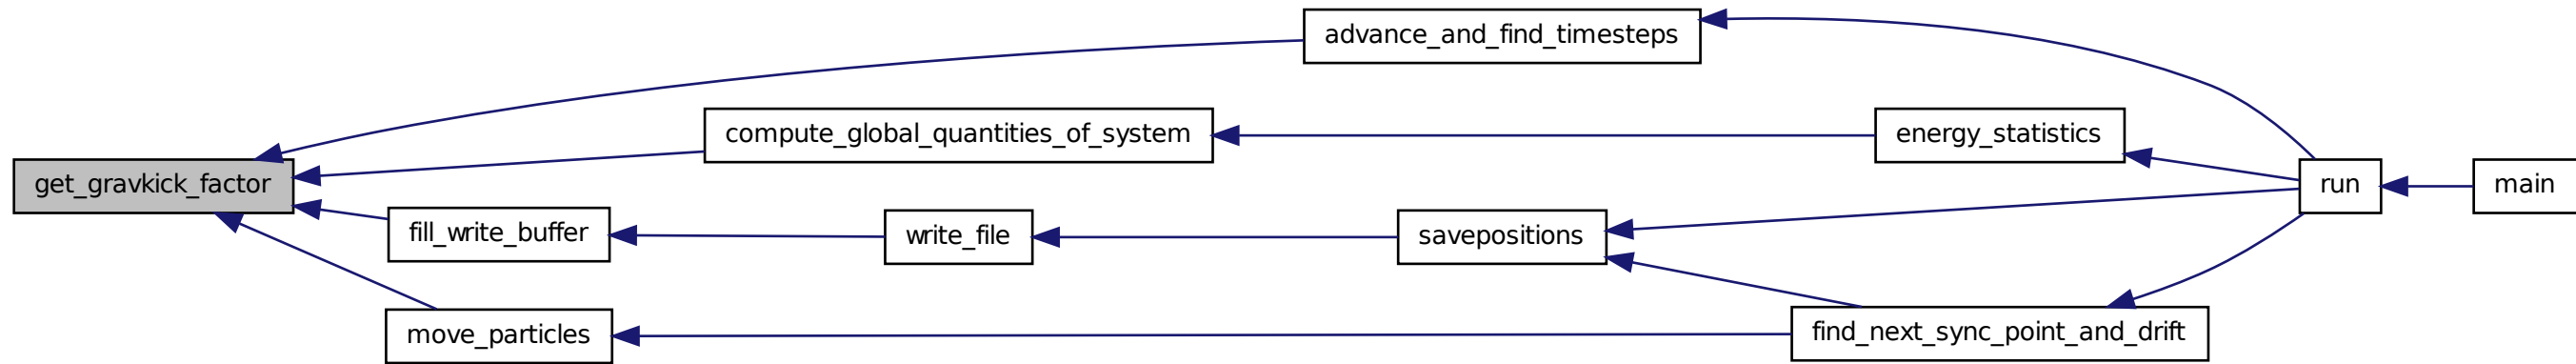 get_gravkick_factor
advance_and_find_timesteps
compute_global_quantities_of_system
fill_write_buffer
move_particles
write_file
savepositions
energy_statistics
find_next_sync_point_and_drift
run
main